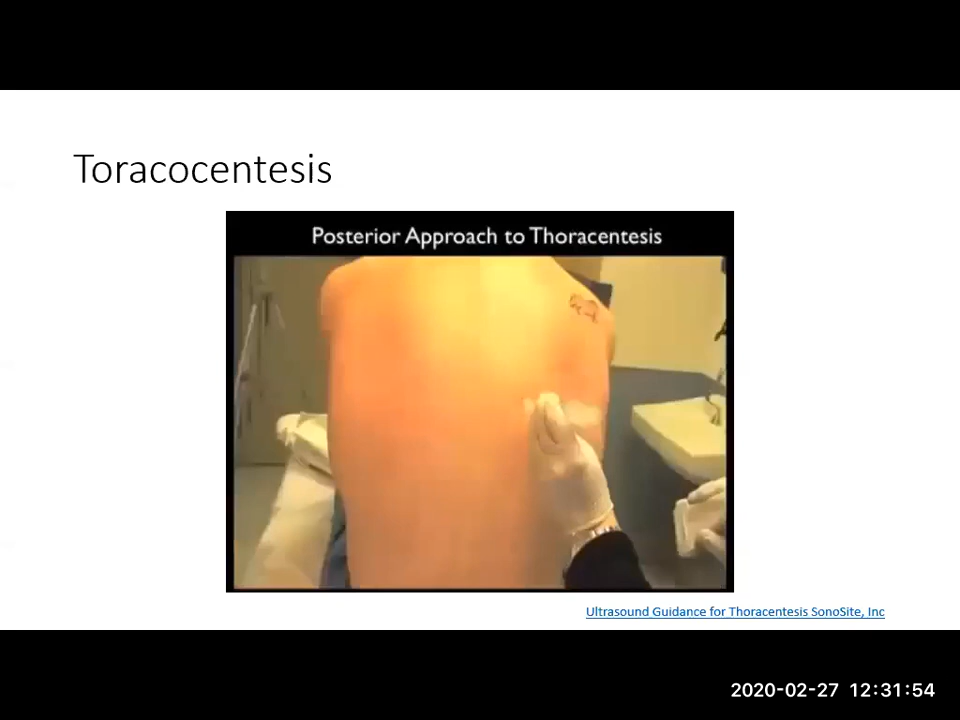 Toracocentesis
Posterior Approach to Thoracentesis
Ultrasound Guidance for Thoracentesis SonoSite, Inc
2020-02-27 12:31:54